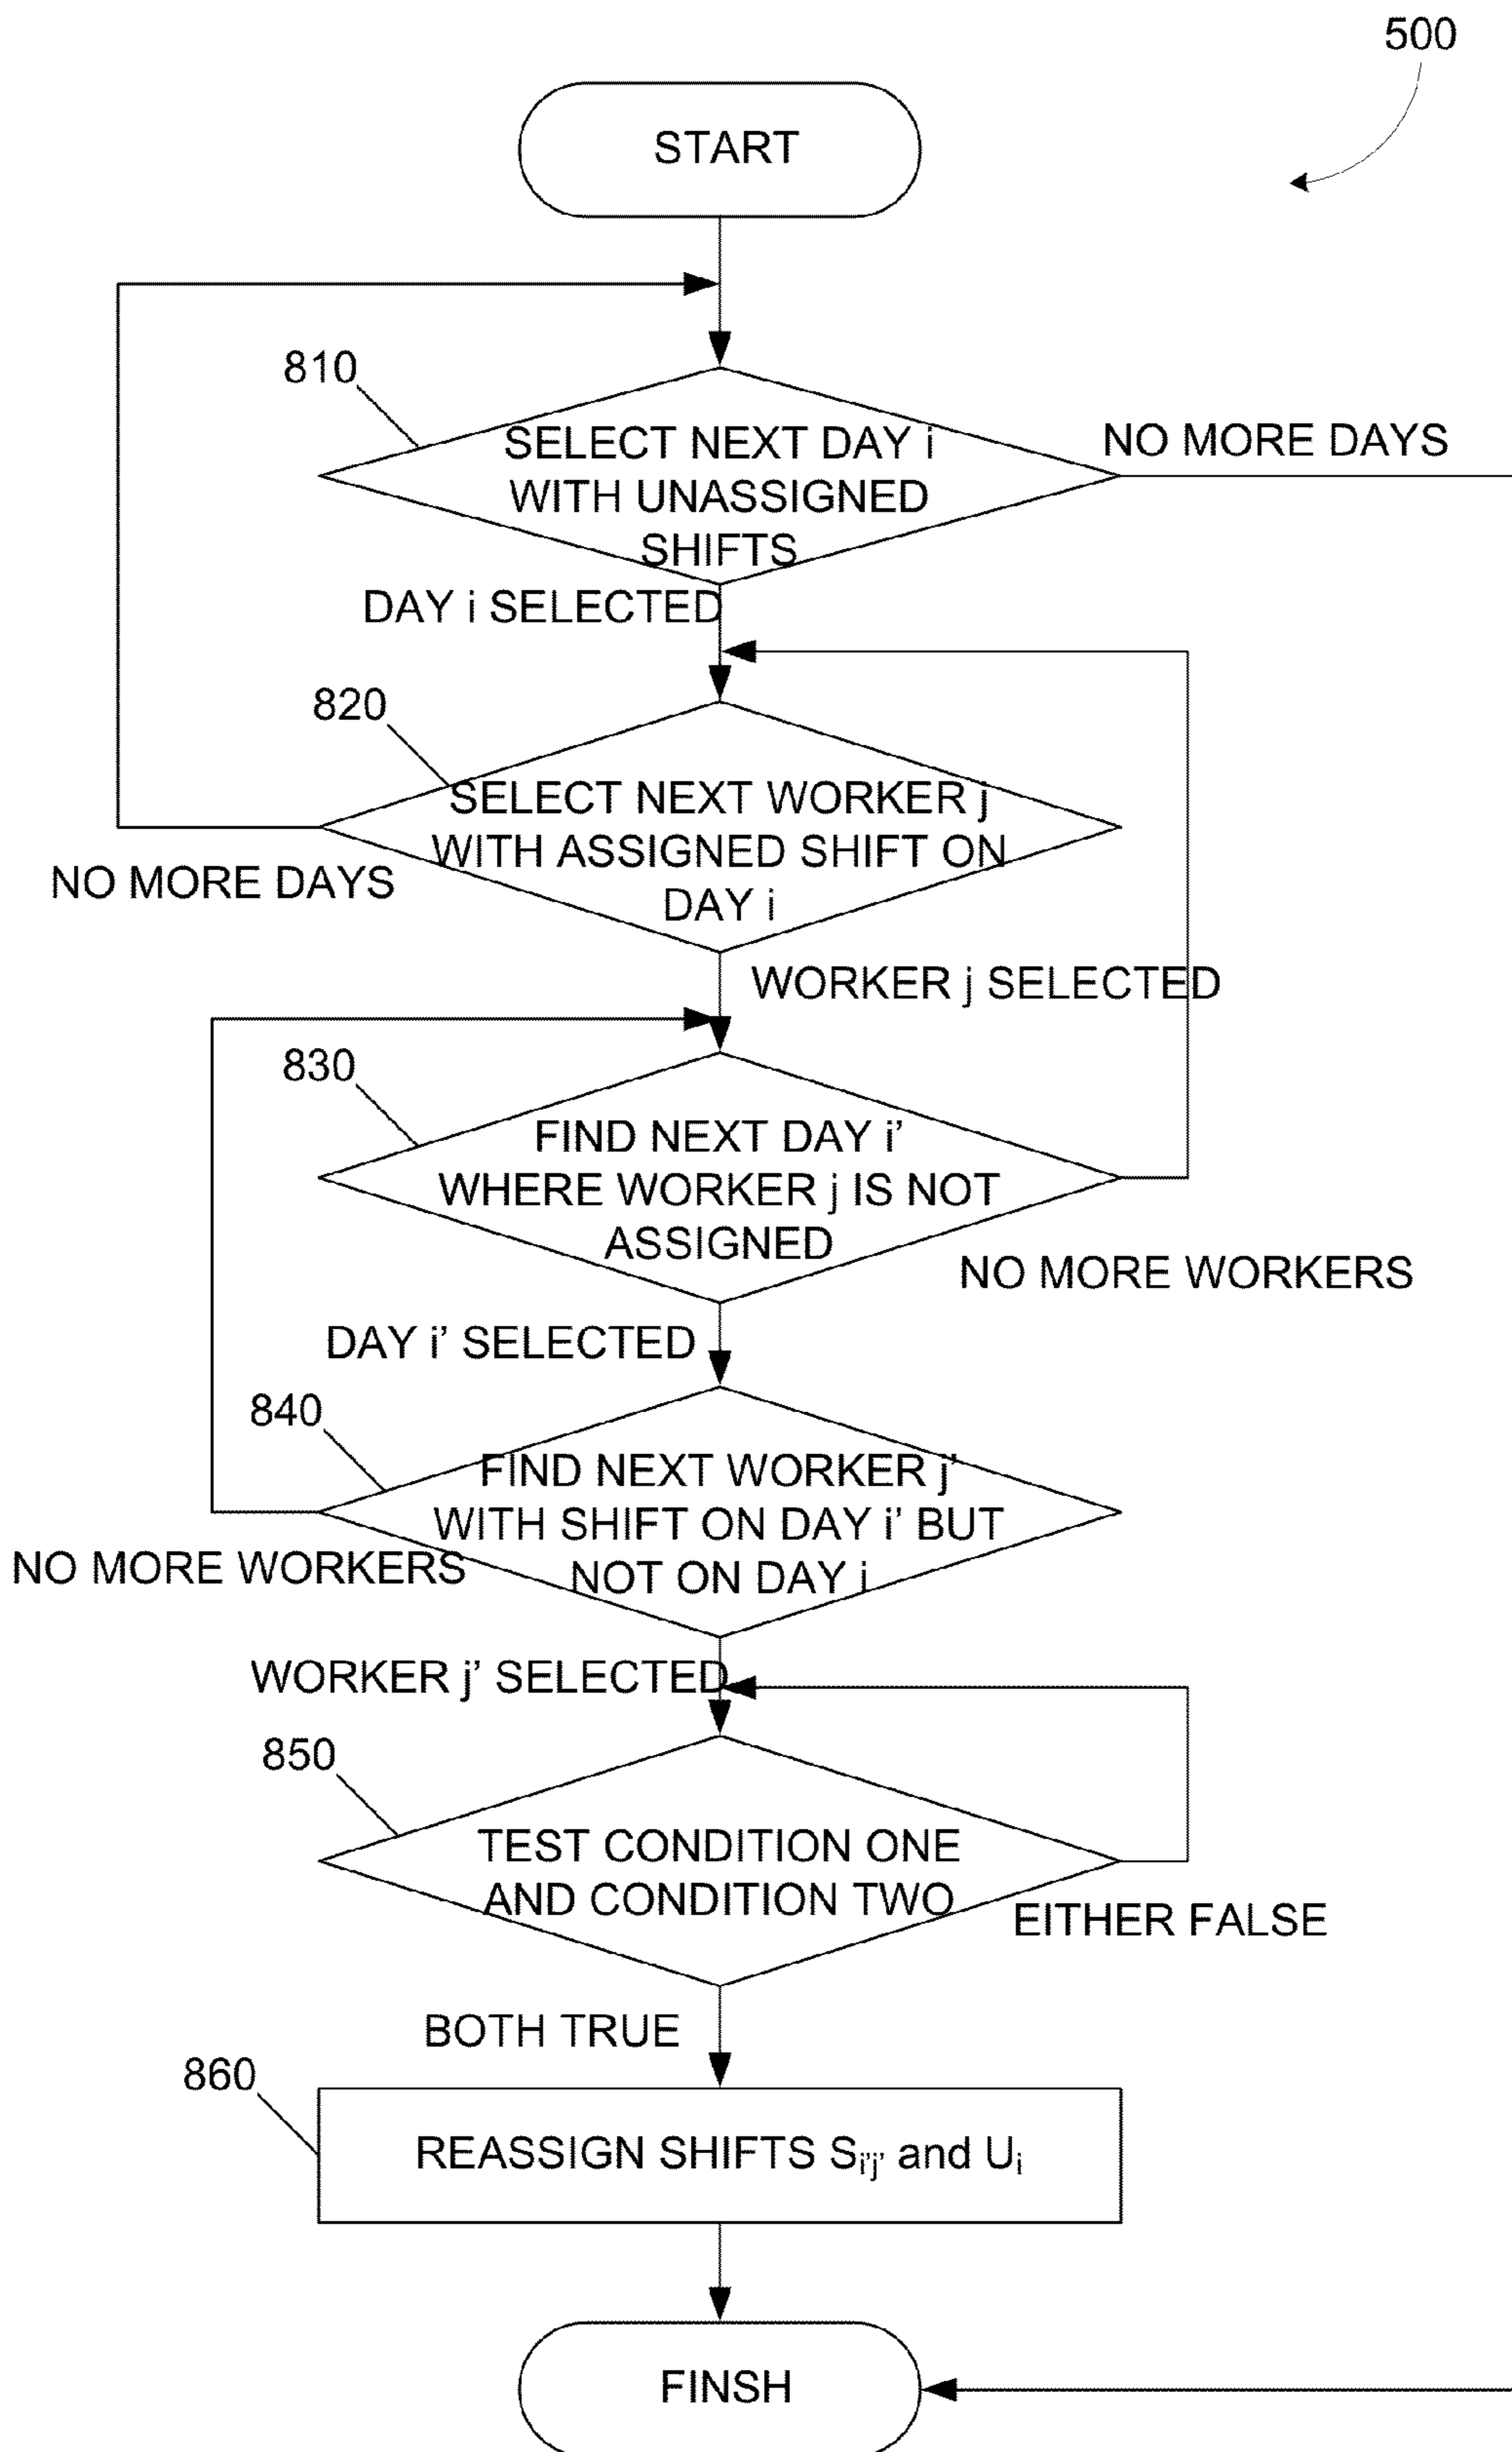 500
START
810
SELECT NEXT DAY i
WITH UNASSIGNED
SHIFTS
NO MORE DAYS
DAY i SELECTED
820
SELECT NEXT WORKER j
WITH ASSIGNED SHIFT ON
DAY i
NO MORE DAYS
WORKER j SELECTED
830
FIND NEXT DAY i'
WHERE WORKER j IS NOT
ASSIGNED
NO MORE WORKERS
DAY i' SELECTED
840
FIND NEXT WORKER j'
WITH SHIFT ON DAY i' BUT
NOT ON DAY i
NO MORE WORKERS
WORKER j' SELECTED
850
TEST CONDITION ONE
AND CONDITION TWO
EITHER FALSE
BOTH TRUE
860
REASSIGN SHIFTS Si'j' and Ui
FINSH